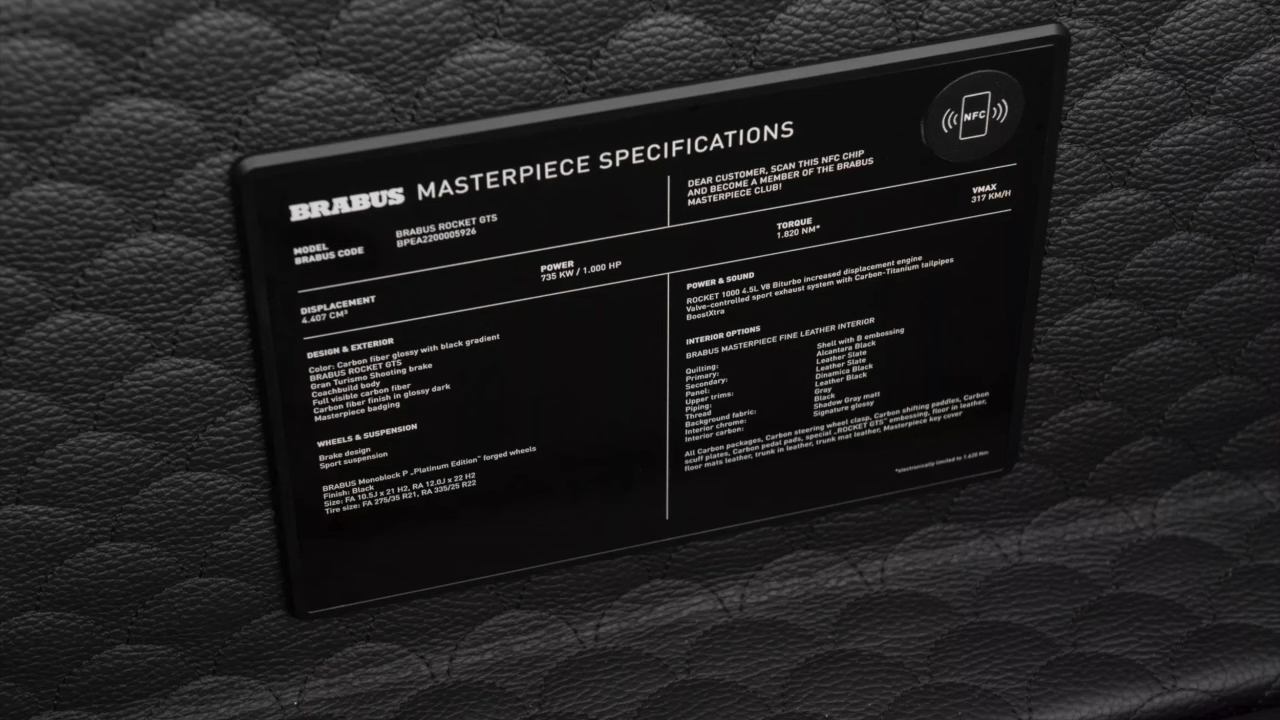 BRABUS MASTERPIECE SPECIFICATIONS
NFC
MODEL BRABUS ROCKET GTS
BRABUS CODE BPEA2200005926
DEAR CUSTOMER, SCAN THIS NFC CHIP
AND BECOME A MEMBER OF THE BRABUS
MASTERPIECE CLUB!
DISPLACEMENT
4.407 CM³
POWER
735 KW / 1.000 HP
TORQUE
1.820 NM*
VMAX
317 KM/H
DESIGN & EXTERIOR
Color: Carbon fiber glossy with black gradient
BRABUS ROCKET GTS
Gran Turismo Shooting brake
Coachbuild body
Full visible carbon fiber
Carbon fiber finish in glossy dark
Masterpiece badging
WHEELS & SUSPENSION
Brake design
Sport suspension
BRABUS Monoblock P „Platinum Edition" forged wheels
Finish: Black
Size: FA 10.5J x 21 H2, RA 12.0J x 22 H2
Tire size: FA 275/35 R21, RA 335/25 R22
POWER & SOUND
ROCKET 1000 4.5L V8 Biturbo increased displacement engine
Valve-controlled sport exhaust system with Carbon-Titanium tailpipes
BoostXtra
INTERIOR OPTIONS
BRABUS MASTERPIECE FINE LEATHER INTERIOR
Quilting: Shell with B embossing
Primary: Alcantara Black
Secondary: Leather Slate
Panel: Leather Slate
Upper trims: Dinamica Black
Piping: Leather Black
Thread Gray
Background fabric: Black
Interior chrome: Shadow Gray matt
Interior carbon: Signature glossy
All Carbon packages, Carbon steering wheel clasp, Carbon shifting paddles, Carbon
scuff plates, Carbon pedal pads, special „ROCKET GTS" embossing, floor in leather,
floor mats leather, trunk in leather, trunk mat leather, Masterpiece key cover
*electronically limited to 1.620 Nm